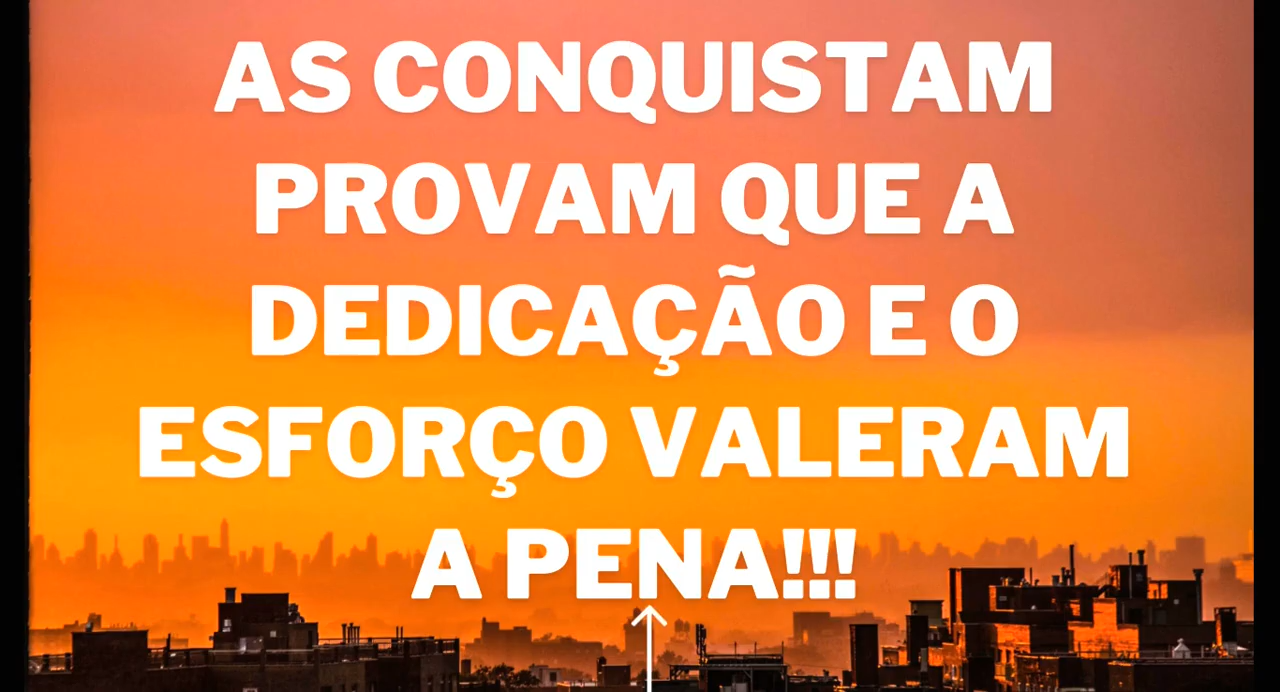 AS CONQUISTAM
PROVAM QUE A
DEDICAÇÃO E O
ESFORÇO VALERAM
A PENA!!!